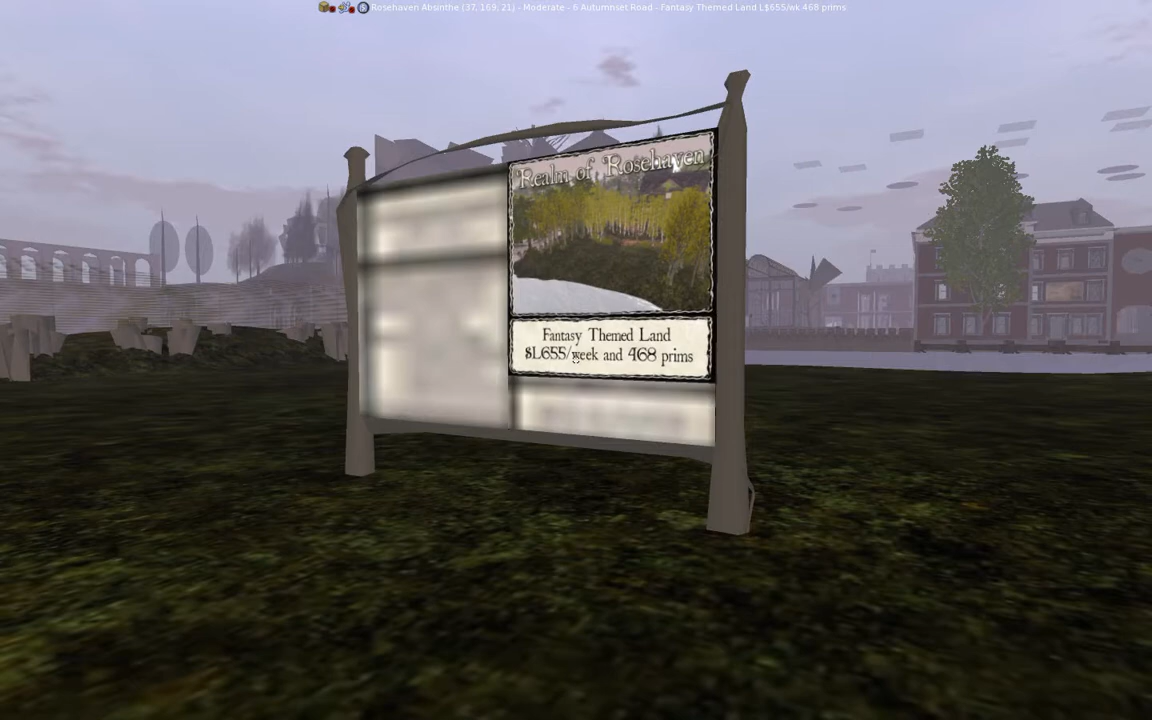 Rosehaven Absinthe (37, 169, 21) - Moderate - 6 Autumnset Road - Fantasy Themed Land L$655/wk 468 prims
Realm of Rosehaven
Fantasy Themed Land
$L655/week and 468 prims